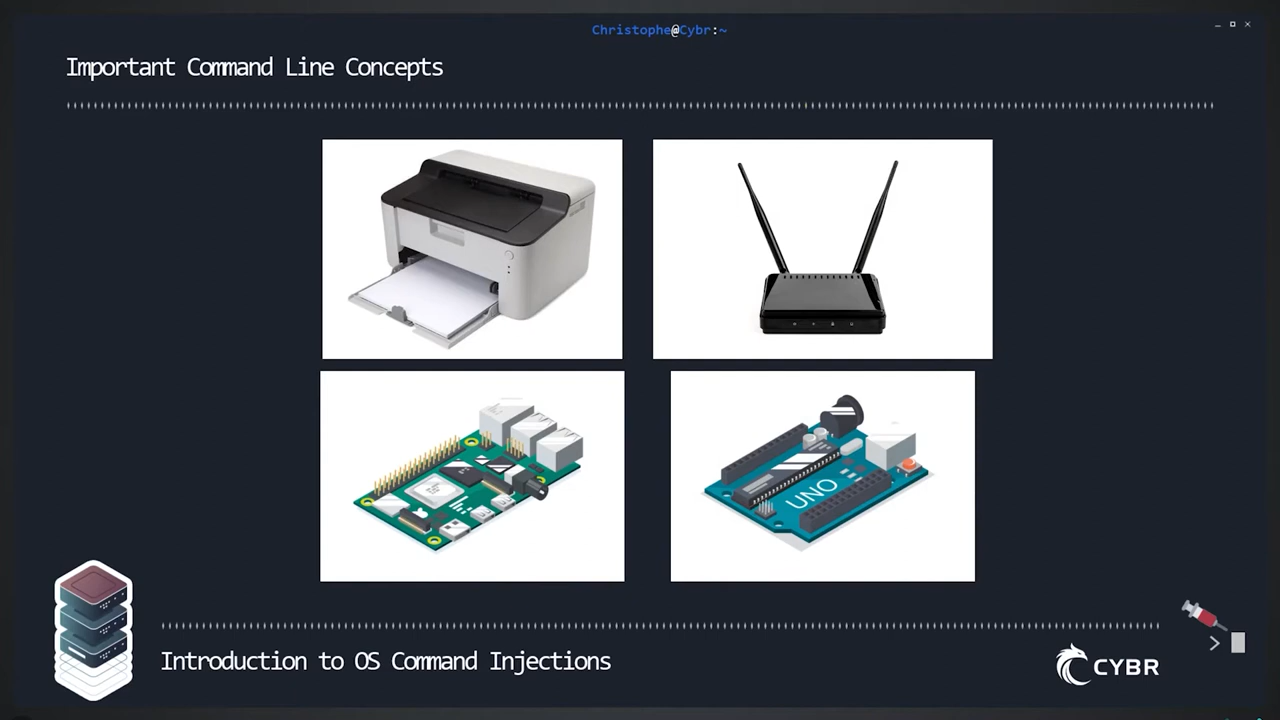 Christophe@Cybr:~
Important Command Line Concepts
UNO
Introduction to OS Command Injections
>
CYBR